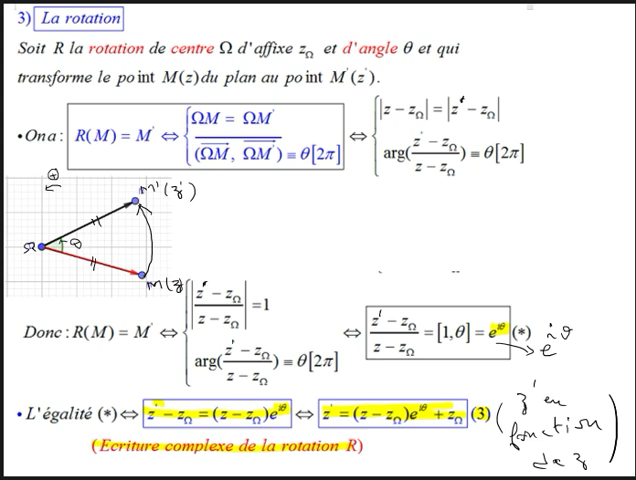 3) La rotation
Soit R la rotation de centre Ω d'affixe z_Ω et d'angle θ et qui
transforme le point M(z) du plan au point M'(z').
•On a : R(M) = M' ⇔ { ΩM = ΩM' ; (ΩM→, ΩM'→) ≡ θ[2π] ⇔ { |z − z_Ω| = |z' − z_Ω| ; arg((z' − z_Ω)/(z − z_Ω)) ≡ θ[2π]
⊕
M'(z')
Ω
θ
M(z)
Donc : R(M) = M' ⇔ { |(z' − z_Ω)/(z − z_Ω)| = 1 ; arg((z' − z_Ω)/(z − z_Ω)) ≡ θ[2π] ⇔ (z' − z_Ω)/(z − z_Ω) = [1, θ] = e^{iθ} (*) e^{iθ}
• L'égalité (*) ⇔ z' − z_Ω = (z − z_Ω)e^{iθ} ⇔ z' = (z − z_Ω)e^{iθ} + z_Ω (3)
(z' en
fonction
de z)
(Ecriture complexe de la rotation R)